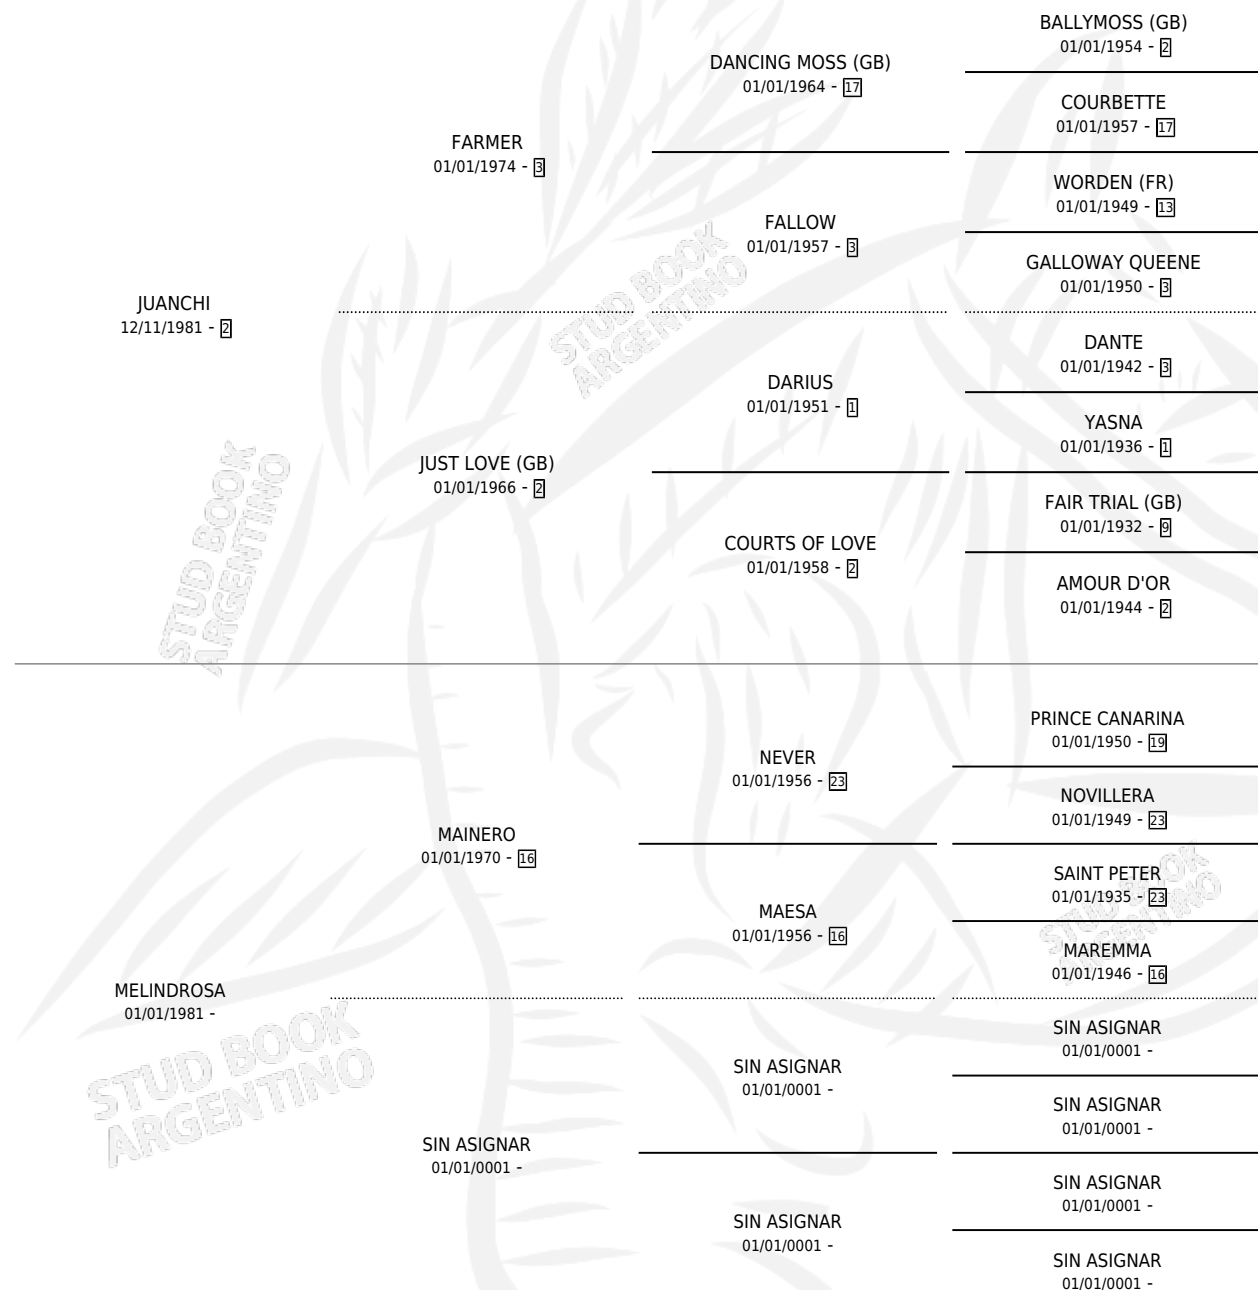 BALLYMOSS (GB)
01/01/1954 - 2
DANCING MOSS (GB)
01/01/1964 - 17
COURBETTE
01/01/1957 - 17
FARMER
01/01/1974 - 3
WORDEN (FR)
01/01/1949 - 13
FALLOW
01/01/1957 - 3
GALLOWAY QUEENE
01/01/1950 - 3
JUANCHI
12/11/1981 - 2
DANTE
01/01/1942 - 3
DARIUS
01/01/1951 - 1
YASNA
01/01/1936 - 1
JUST LOVE (GB)
01/01/1966 - 2
FAIR TRIAL (GB)
01/01/1932 - 9
COURTS OF LOVE
01/01/1958 - 2
AMOUR D'OR
01/01/1944 - 2
PRINCE CANARINA
01/01/1950 - 19
NEVER
01/01/1956 - 23
NOVILLERA
01/01/1949 - 23
MAINERO
01/01/1970 - 16
SAINT PETER
01/01/1935 - 23
MAESA
01/01/1956 - 16
MAREMMA
01/01/1946 - 16
MELINDROSA
01/01/1981 -
SIN ASIGNAR
01/01/0001 -
SIN ASIGNAR
01/01/0001 -
SIN ASIGNAR
01/01/0001 -
SIN ASIGNAR
01/01/0001 -
SIN ASIGNAR
01/01/0001 -
SIN ASIGNAR
01/01/0001 -
SIN ASIGNAR
01/01/0001 -
STUD BOOK
ARGENTINO
STUD BOOK
ARGENTINO
STUD BOOK
ARGENTINO
STUD BOOK
ARGENTINO